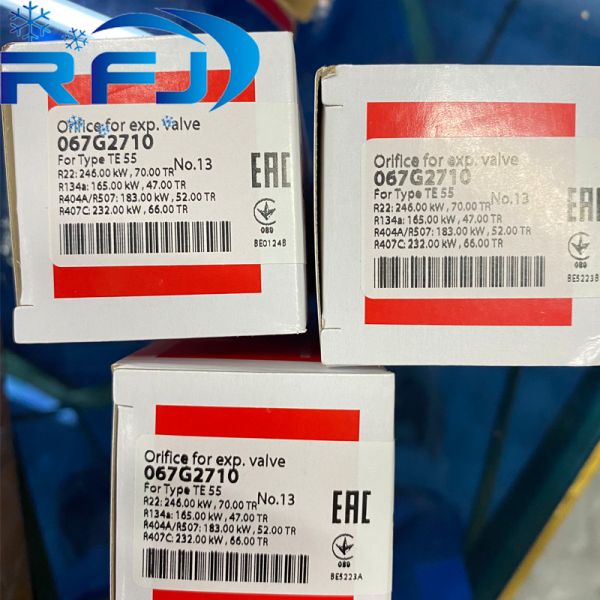 RFJ
Orifice for exp. valve
067G2710
For Type TE 55
No.13
R22: 246.00 kW , 70.00 TR
R134a: 165.00 kW , 47.00 TR
R404A/R507: 183.00 kW , 52.00 TR
R407C: 232.00 kW , 66.00 TR
EAC
089
BE0124B
Orifice for exp. valve
067G2710
For Type TE 55
No.13
R22: 246.00 kW , 70.00 TR
R134a: 165.00 kW , 47.00 TR
R404A/R507: 183.00 kW , 52.00 TR
R407C: 232.00 kW , 66.00 TR
EAC
089
BE5223B
Orifice for exp. valve
067G2710
For Type TE 55
No.13
R22: 246.00 kW , 70.00 TR
R134a: 165.00 kW , 47.00 TR
R404A/R507: 183.00 kW , 52.00 TR
R407C: 232.00 kW , 66.00 TR
EAC
089
BE5223A